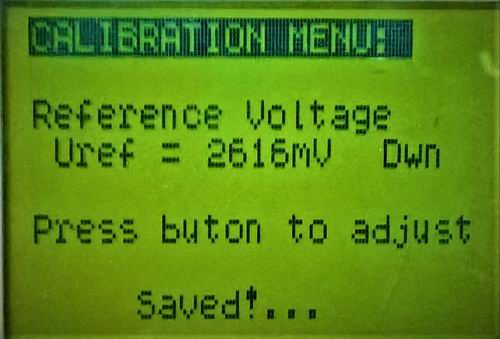 CALIBRATION MENU:
Reference Voltage
Uref = 2616mV Dwn
Press buton to adjust
Saved!...